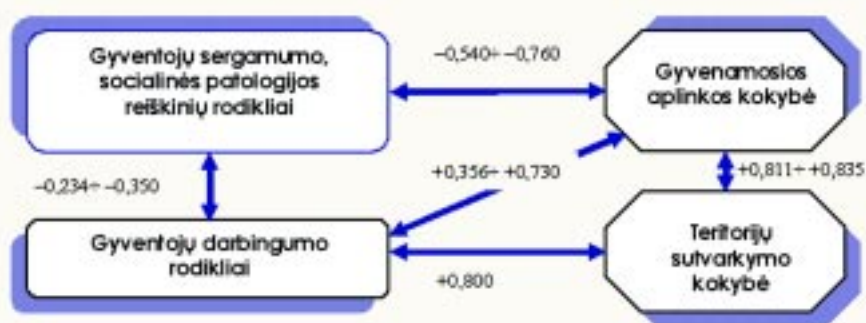 Gyventojų sergamumo,
socialinės patologijos
reiškinių rodikliai
−0,540÷ −0,760
Gyvenamosios
aplinkos kokybė
−0,234÷ −0,350
+0,356÷ +0,730
+0,811÷ +0,835
Gyventojų darbingumo
rodikliai
+0,800
Teritorijų
sutvarkymo
kokybė